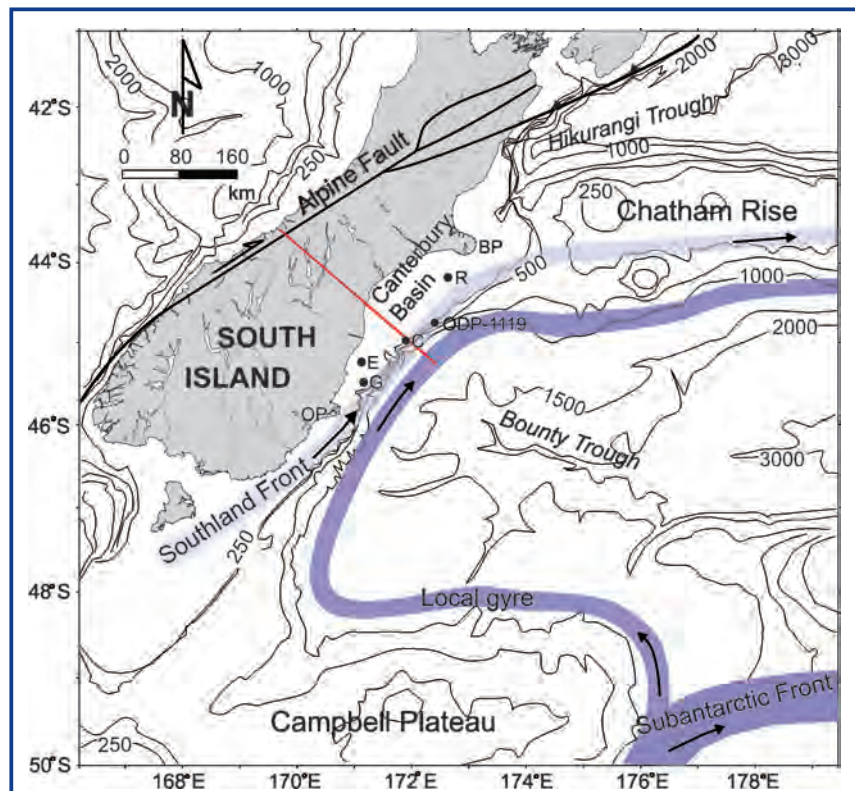 N
0 80 160
km
2000
1000
250
Alpine Fault
2000
3000
Hikurangi Trough
1000
250
Chatham Rise
Canterbury
Basin
BP
R
500
1000
ODP-1119
C
2000
SOUTH
ISLAND
E
G
OP
1500
Bounty
Trough
3000
Southland Front
250
Local gyre
Campbell Plateau
Subantarctic Front
250
42°S
44°S
46°S
48°S
50°S
168°E
170°E
172°E
174°E
176°E
178°E